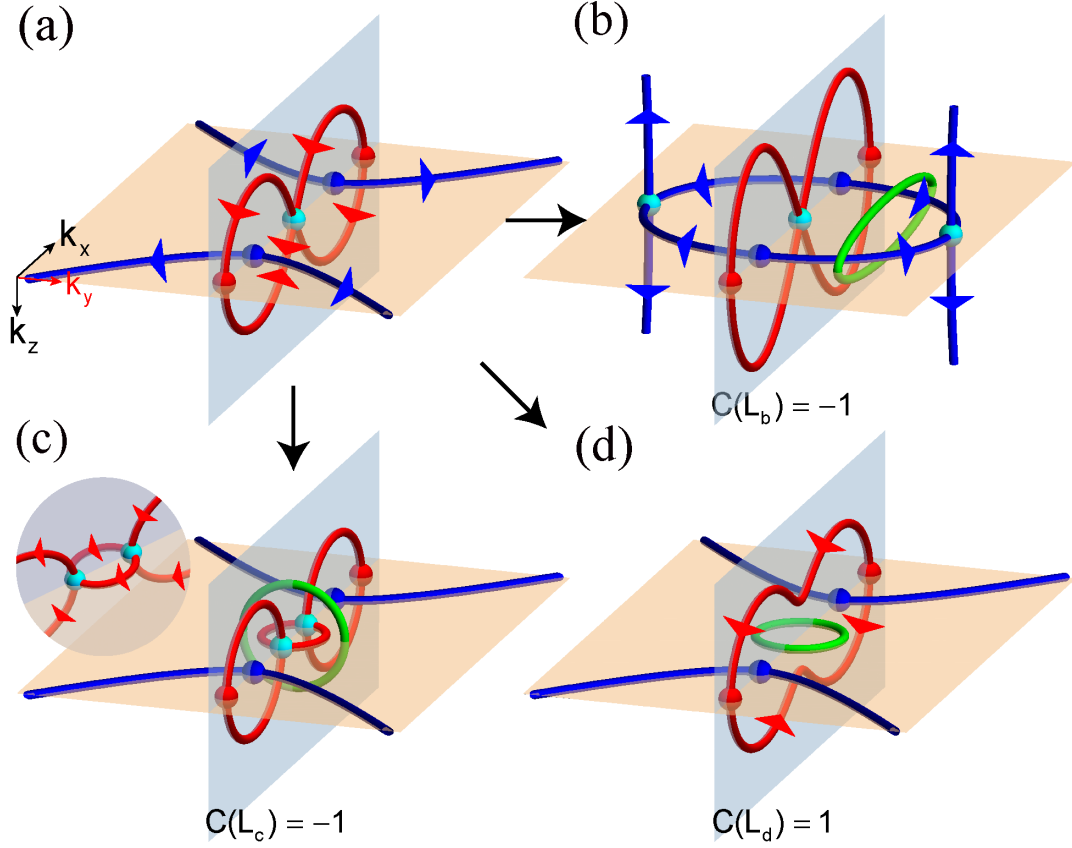 (a)
(b)
k_x
k_y
k_z
C(L_b) = −1
(c)
(d)
C(L_c) = −1
C(L_d) = 1